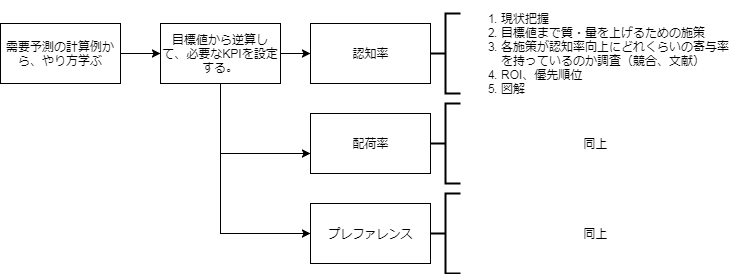 需要予測の計算例か
ら、やり方学ぶ
目標値から逆算し
て、必要なKPIを設定
する。
認知率
1. 現状把握
2. 目標値まで質・量を上げるための施策
3. 各施策が認知率向上にどれくらいの寄与率
を持っているのか調査（競合、文献）
4. ROI、優先順位
5. 図解
配荷率
同上
プレファレンス
同上